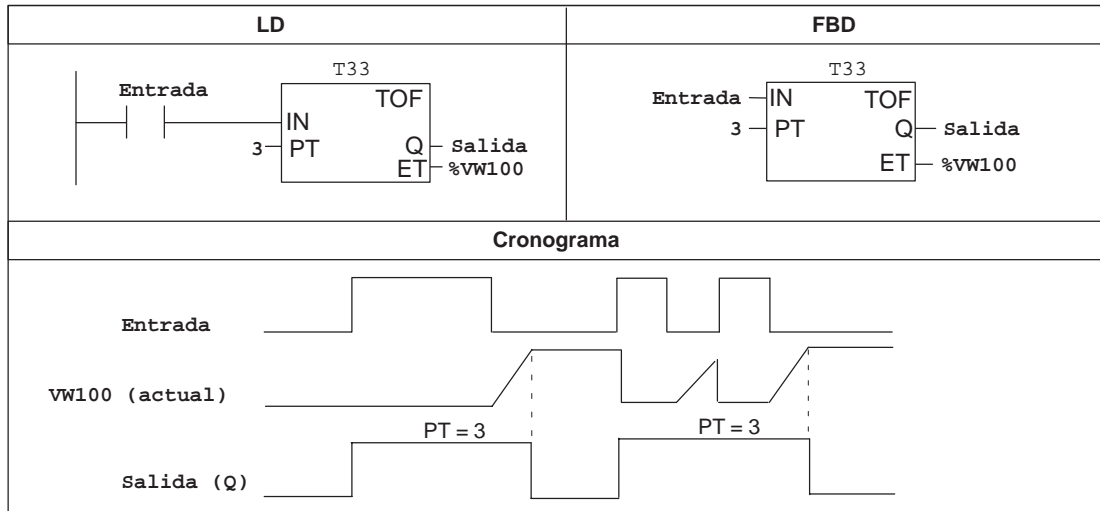 LD
FBD
T33
Entrada
TOF
IN
3
PT
Q
Salida
ET
%VW100
T33
Entrada
IN
TOF
3
PT
Q
Salida
ET
%VW100
Cronograma
Entrada
VW100 (actual)
PT = 3
PT = 3
Salida (Q)